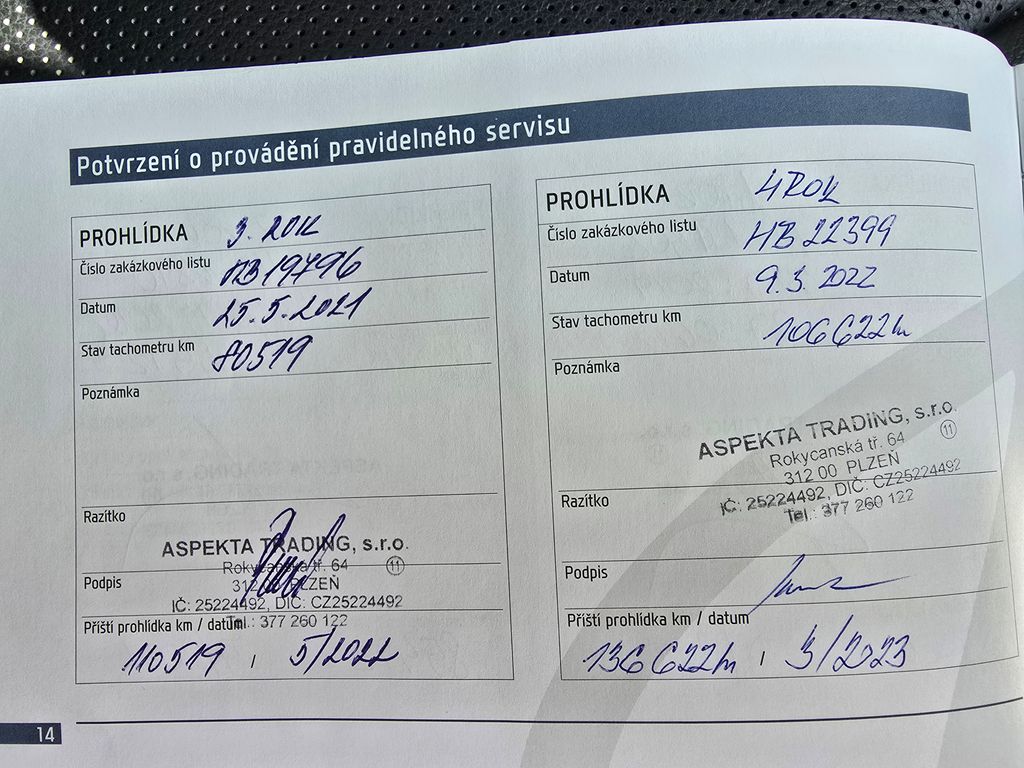 Potvrzení o provádění pravidelného servisu
PROHLÍDKA 3. ROK
Číslo zakázkového listu HB19796
Datum 25.5.2021
Stav tachometru km 80519
Poznámka
Razítko
ASPEKTA TRADING, s.r.o.
Rokycanská tř. 64 11
Podpis
312 00 PLZEŇ
IČ: 25224492, DIČ: CZ25224492
Tel.: 377 260 122
Příští prohlídka km / datum
110519 / 5/2022
PROHLÍDKA 4 ROK
Číslo zakázkového listu HB22399
Datum 9.3.2022
Stav tachometru km 106622 km
Poznámka
ASPEKTA TRADING, s.r.o.
Rokycanská tř. 64 11
312 00 PLZEŇ
IČ: 25224492, DIČ: CZ25224492
Razítko
Tel.: 377 260 122
Podpis
Příští prohlídka km / datum
136622 km / 3/2023
14